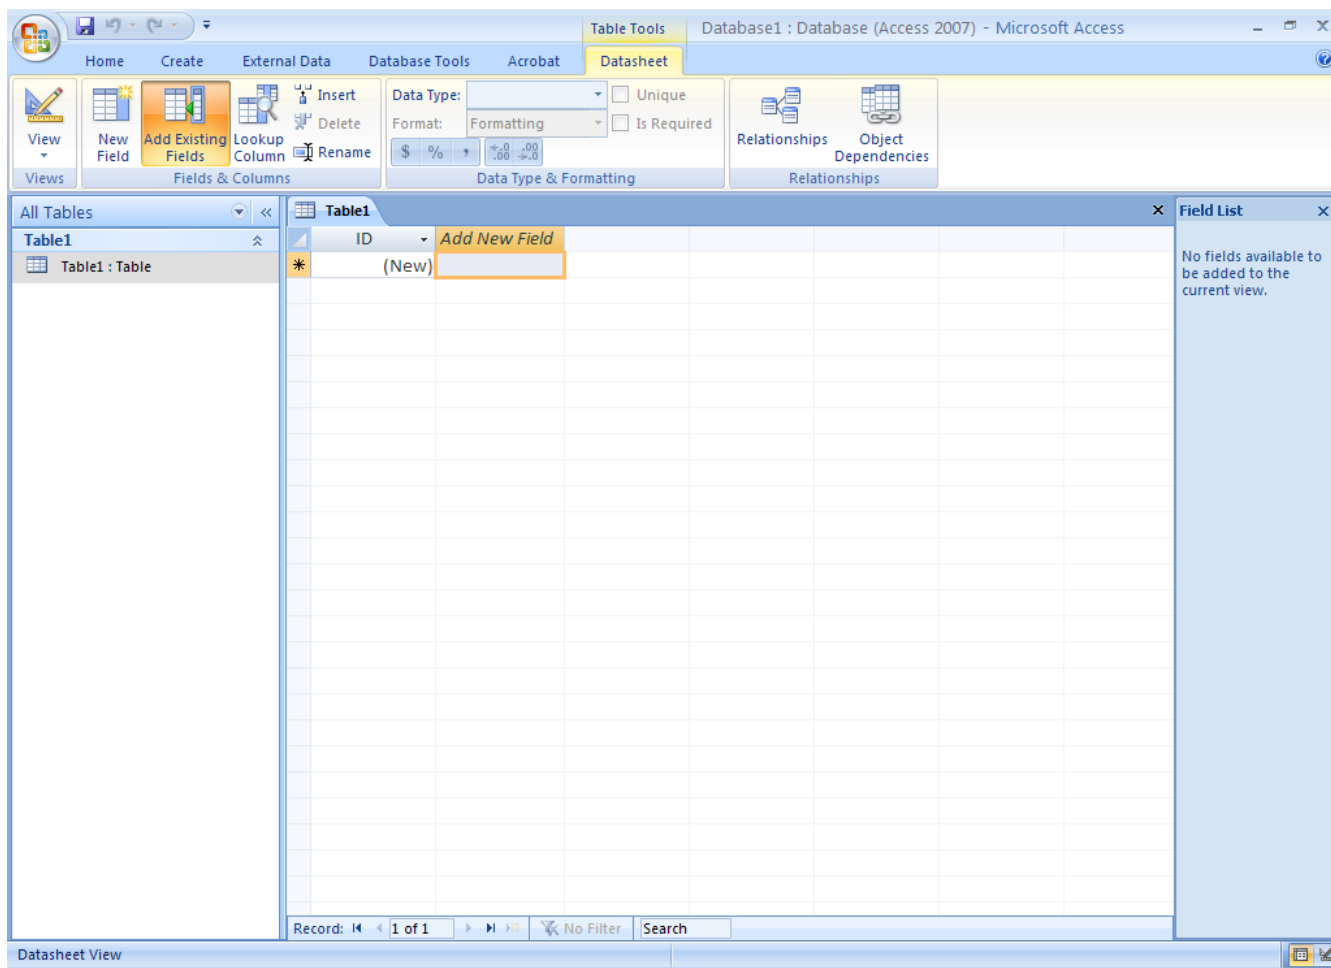 Table Tools Database1 : Database (Access 2007) - Microsoft Access
Home Create External Data Database Tools Acrobat Datasheet
View
New Field
Add Existing Fields
Lookup Column
Insert
Delete
Rename
Data Type: Unique
Format: Formatting Is Required
$ % , .0 .00 .00 .0
Relationships
Object Dependencies
Views Fields & Columns Data Type & Formatting Relationships
All Tables
Table1
Table1 : Table
Table1
ID Add New Field
(New)
Field List
No fields available to
be added to the
current view.
Record: 1 of 1 No Filter Search
Datasheet View